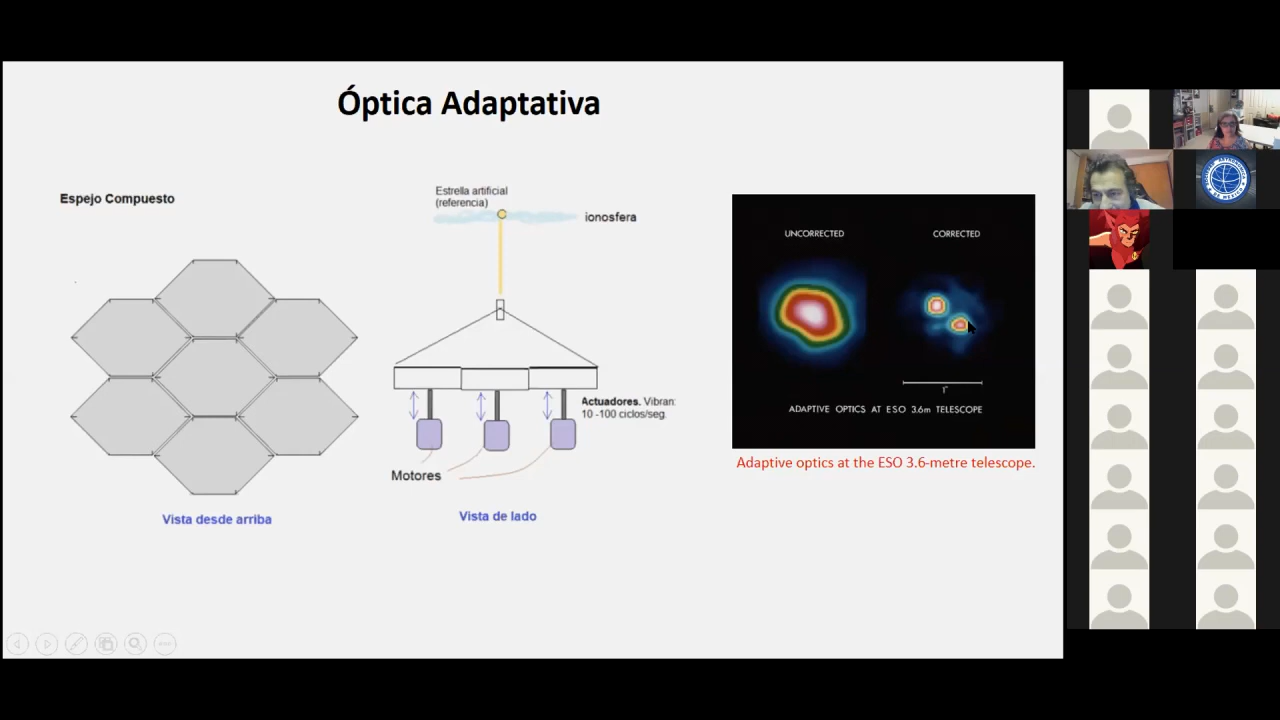 Óptica Adaptativa
Espejo Compuesto
Vista desde arriba
Estrella artificial
(referencia)
ionosfera
Actuadores. Vibran:
10 -100 ciclos/seg.
Motores
Vista de lado
UNCORRECTED
CORRECTED
1"
ADAPTIVE OPTICS AT ESO 3.6m TELESCOPE
Adaptive optics at the ESO 3.6-metre telescope.